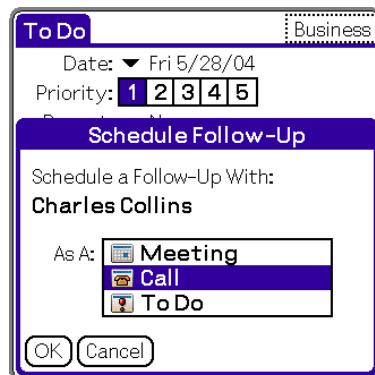 To Do Business
Date: Fri 5/28/04
Priority: 1 2 3 4 5
Schedule Follow-Up
Schedule a Follow-Up With:
Charles Collins
As A: Meeting
Call
To Do
OK Cancel